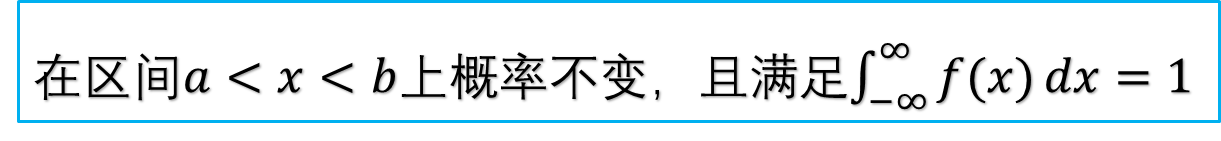 在区间𝑎 < 𝑥 < 𝑏上概率不变，且满足∫_{−∞}^{∞} 𝑓(𝑥) 𝑑𝑥 = 1